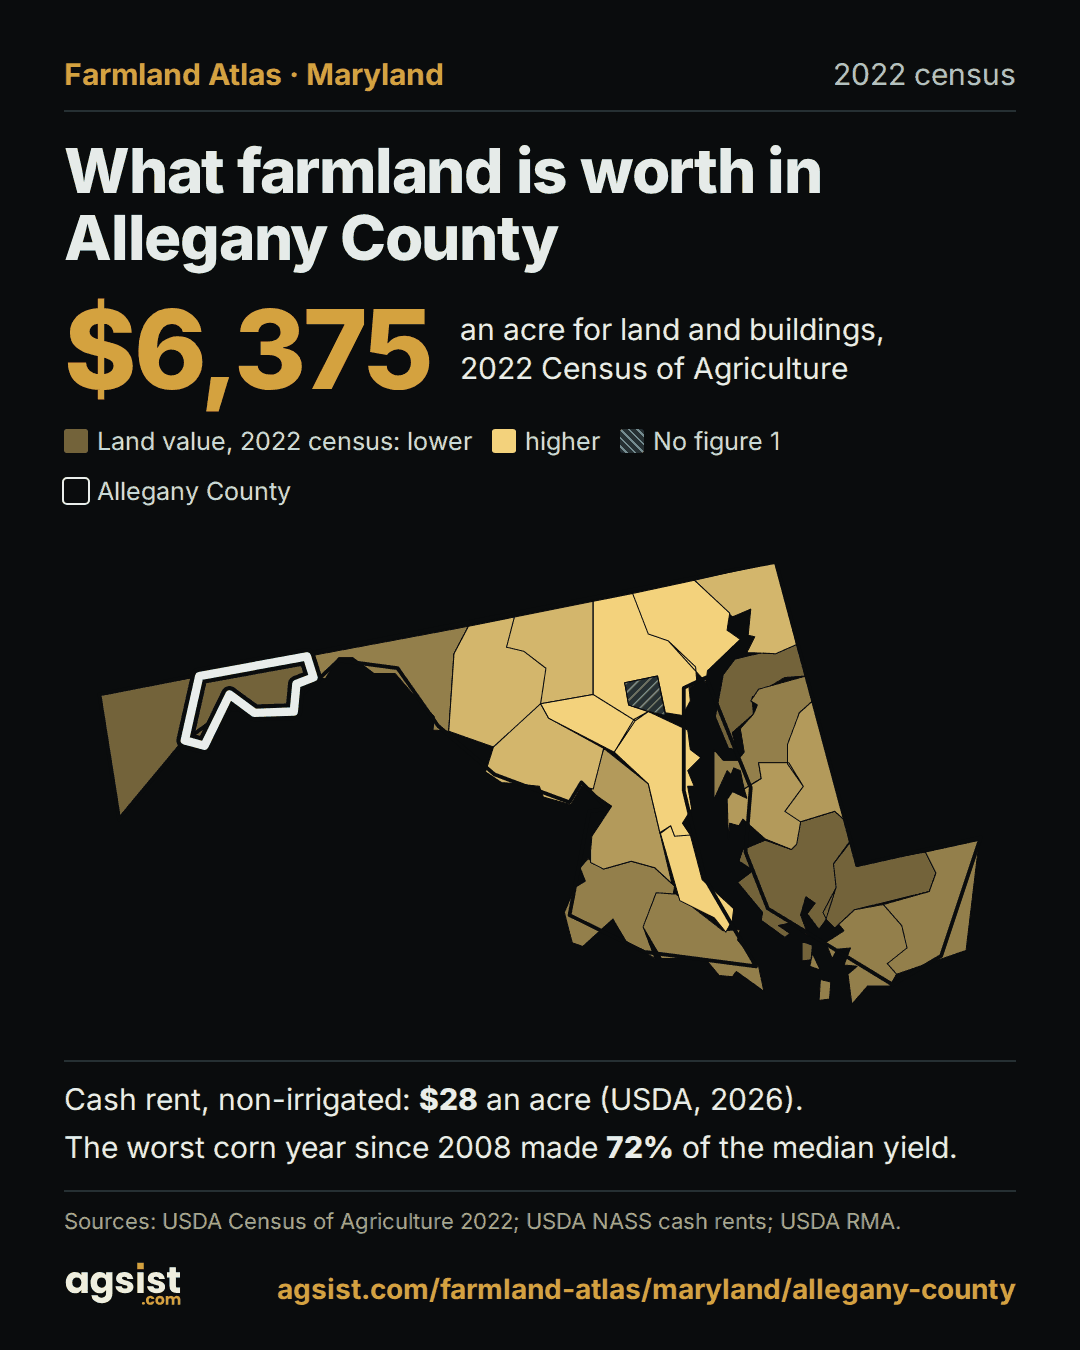 Farmland Atlas · Maryland
2022 census
What farmland is worth in
Allegany County
$6,375
an acre for land and buildings,
2022 Census of Agriculture
Land value, 2022 census: lower higher No figure 1
Allegany County
Cash rent, non-irrigated: $28 an acre (USDA, 2026).
The worst corn year since 2008 made 72% of the median yield.
Sources: USDA Census of Agriculture 2022; USDA NASS cash rents; USDA RMA.
agsist
.com
agsist.com/farmland-atlas/maryland/allegany-county